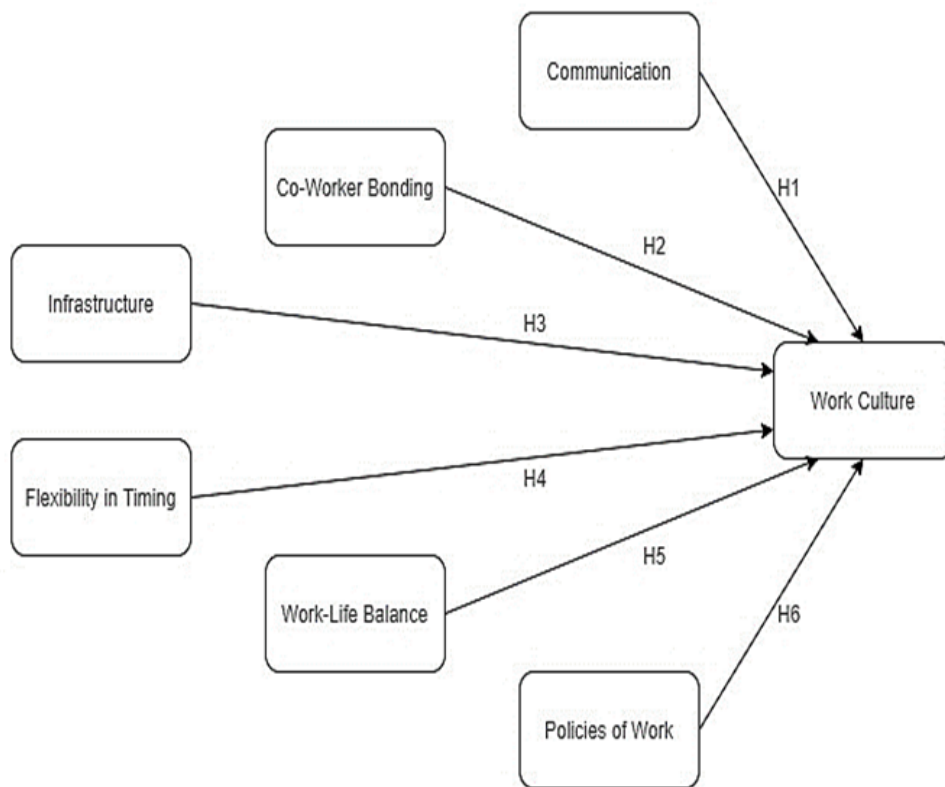 Communication
H1
Co-Worker Bonding
H2
Infrastructure
H3
Work Culture
Flexibility in Timing
H4
Work-Life Balance
H5
Policies of Work
H6